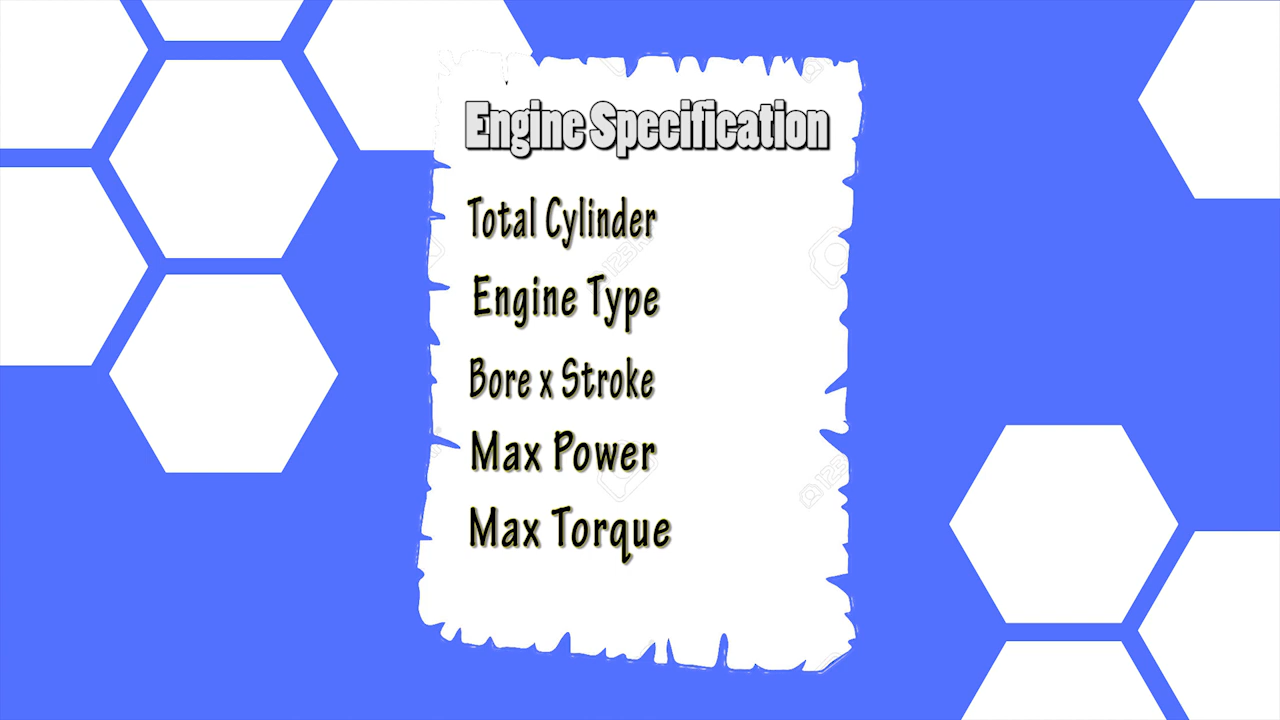 Engine Specification
Total Cylinder
Engine Type
Bore x Stroke
Max Power
Max Torque